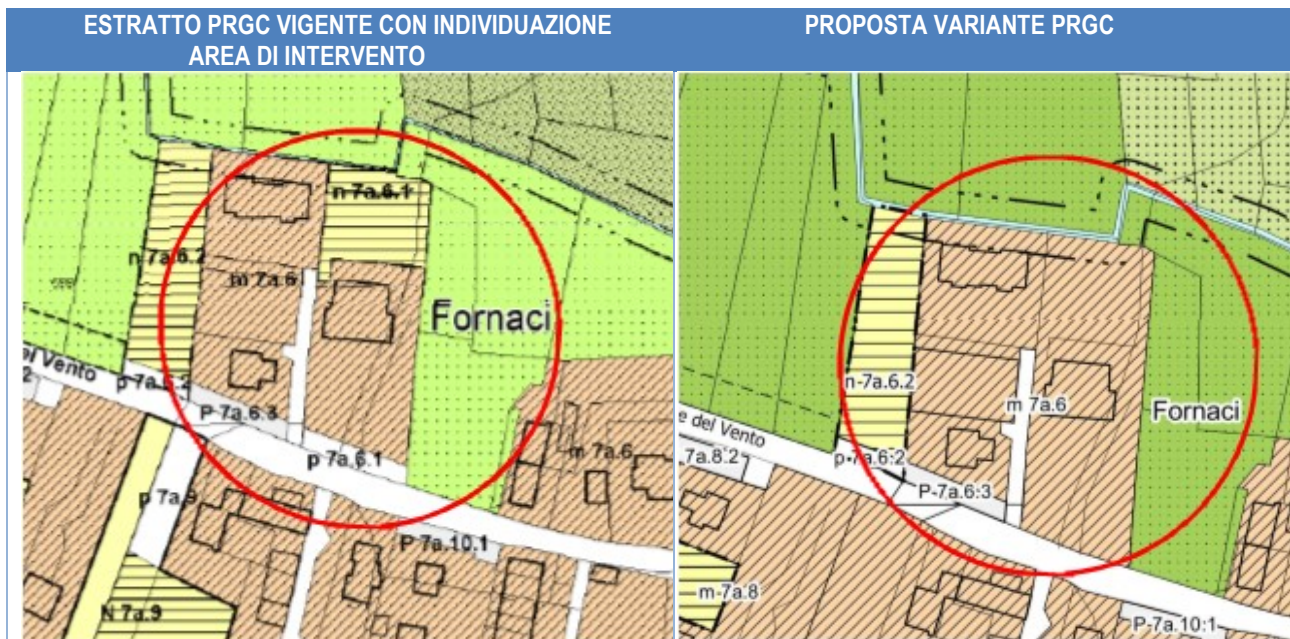 ESTRATTO PRGC VIGENTE CON INDIVIDUAZIONE
AREA DI INTERVENTO
n 7a.6.1
n 7a.6.2
m 7a.6
Fornaci
el Vento
2
p 7a.6.2
P 7a.6.3
p 7a.6.1
m 7a.6
p 7a.9
P 7a.10.1
N 7a.9
PROPOSTA VARIANTE PRGC
n-7a.6.2
m 7a.6
Fornaci
e del Vento
7a.8.2
p-7a.6:2
P-7a.6:3
m-7a.8
P-7a.10:1